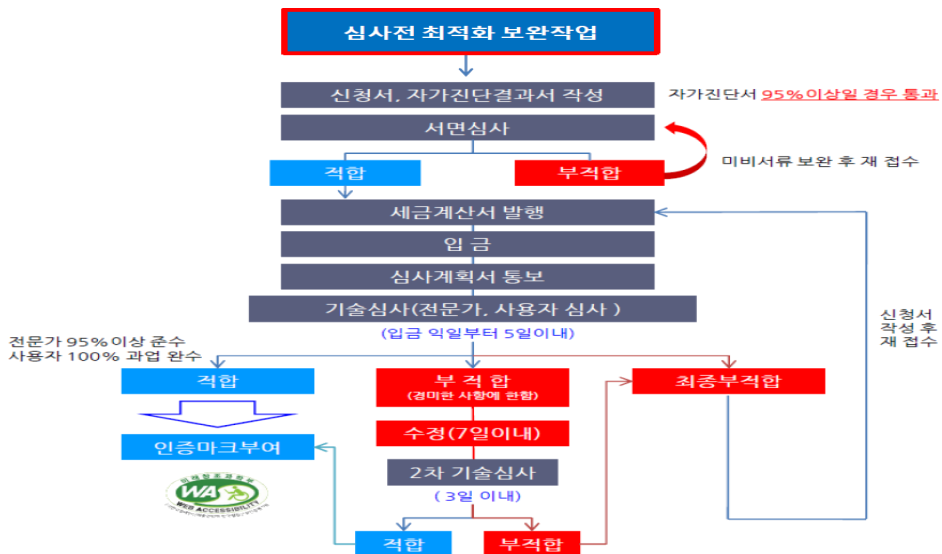 심사전 최적화 보완작업
신청서, 자가진단결과서 작성
자가진단서 95%이상일 경우 통과
서면심사
미비서류 보완 후 재 접수
적합
부적합
세금계산서 발행
입 금
심사계획서 통보
기술심사(전문가, 사용자 심사 )
(입금 익일부터 5일이내)
신청서
작성 후
재 접수
전문가 95%이상 준수
사용자 100% 과업 완수
적합
부 적 합
(경미한 사항에 한함)
최종부적합
수정(7일이내)
인증마크부여
2차 기술심사
( 3일 이내)
미래창조과학부
WA
WEB ACCESSIBILITY
적합
부적합